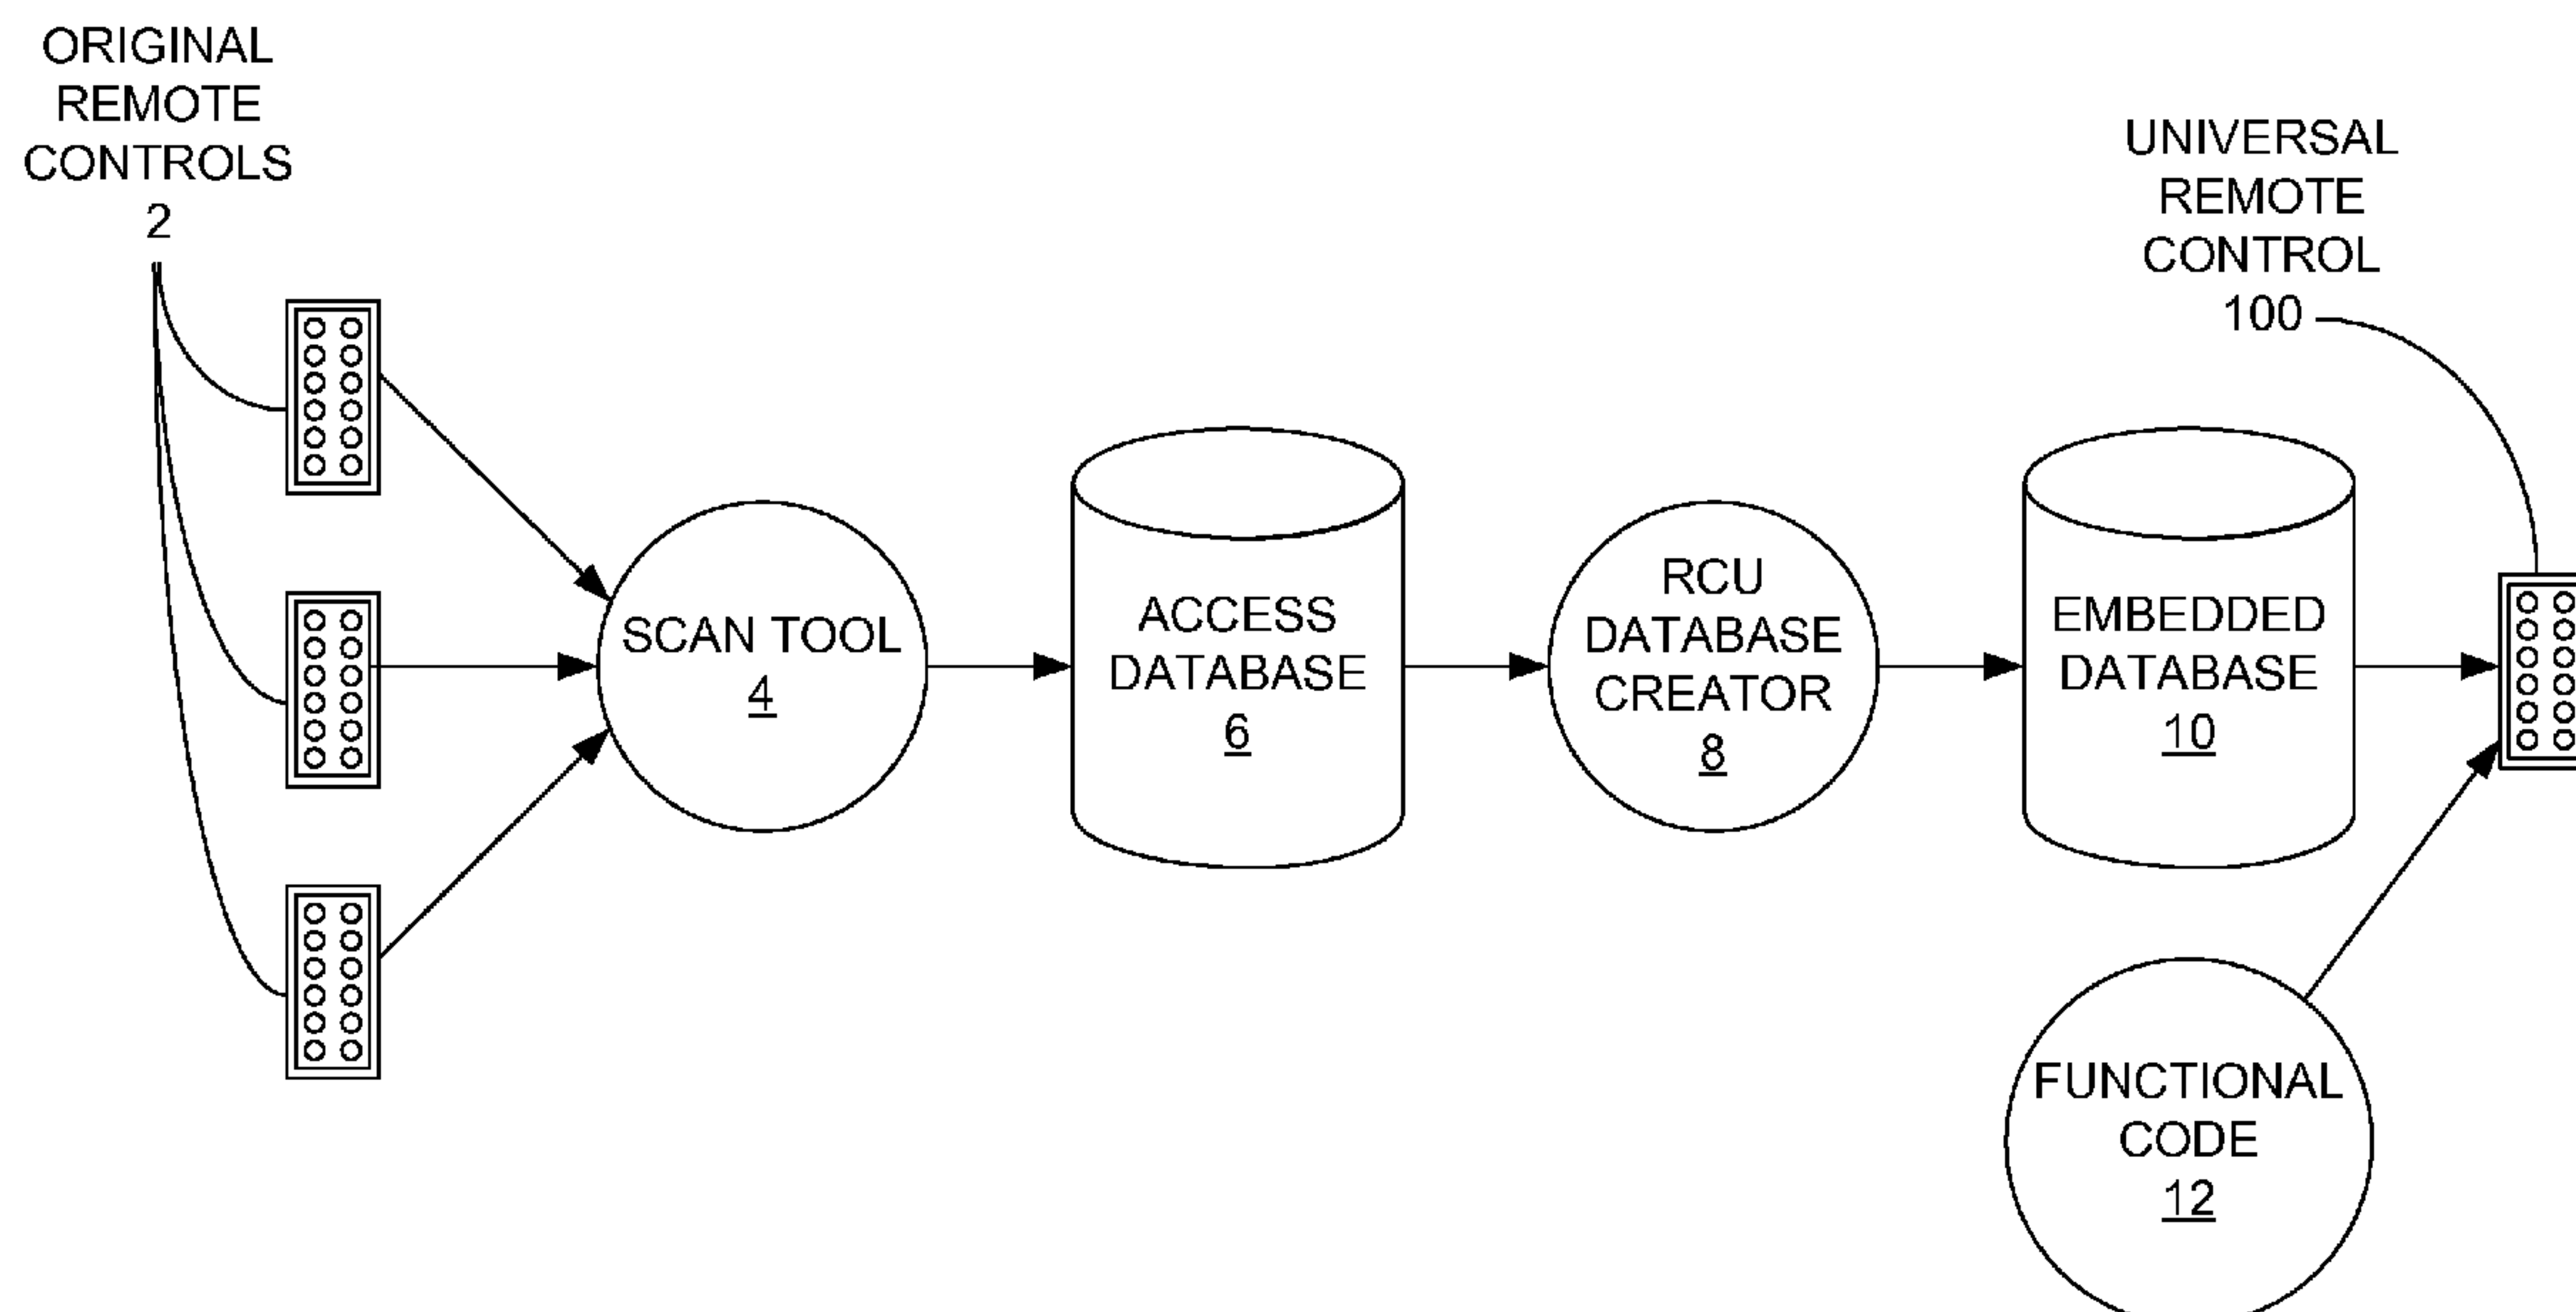 ORIGINAL
REMOTE
CONTROLS
2
UNIVERSAL
REMOTE
CONTROL
100
SCAN TOOL
4
ACCESS
DATABASE
6
RCU
DATABASE
CREATOR
8
EMBEDDED
DATABASE
10
FUNCTIONAL
CODE
12